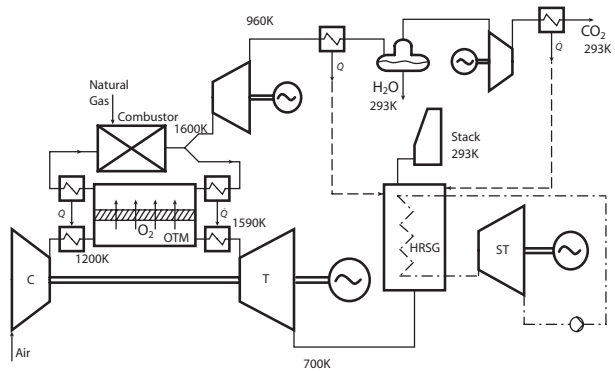 960K
CO2
293K
Q̇
Q̇
H2O
293K
Natural
Gas
Combustor
1600K
Stack
293K
Q̇
Q̇
O2
OTM
1590K
1200K
HRSG
ST
C
T
Air
700K